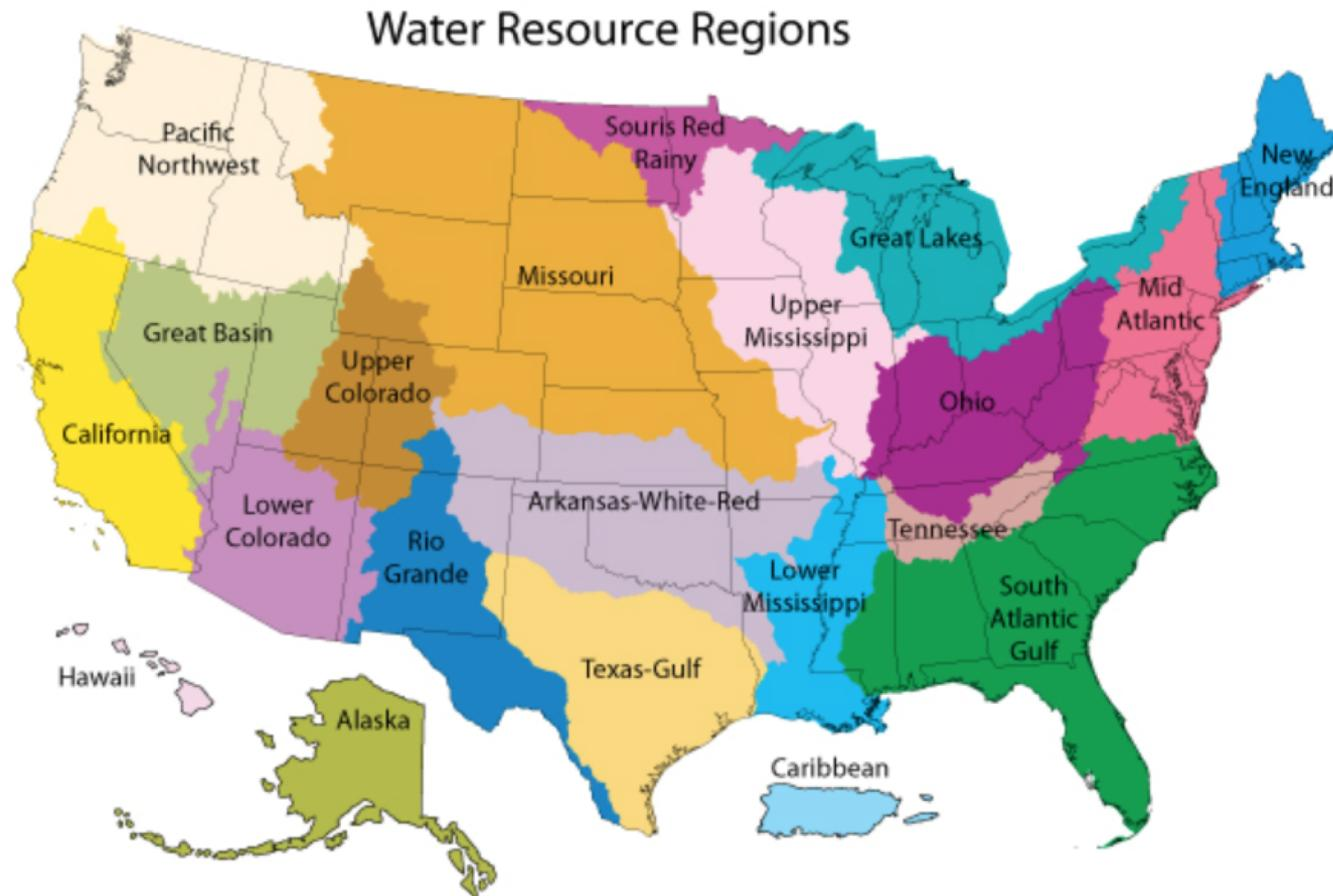 Water Resource Regions
Pacific
Northwest
Souris Red
Rainy
New
England
Great Lakes
Missouri
Mid
Atlantic
Upper
Mississippi
Great Basin
Upper
Colorado
Ohio
California
Lower
Colorado
Arkansas-White-Red
Tennessee
Rio
Grande
Lower
Mississippi
South
Atlantic
Gulf
Texas-Gulf
Hawaii
Alaska
Caribbean